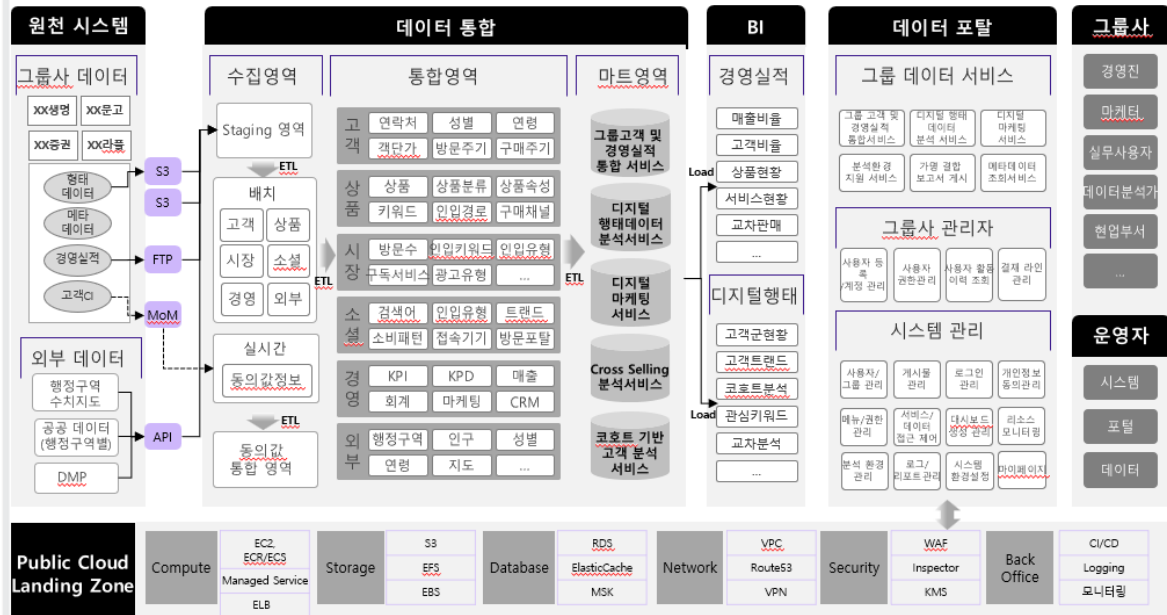 원천 시스템
그룹사 데이터
XX생명
XX문고
XX증권
XX라플
형태
데이터
메타
데이터
경영실적
고객CI
S3
S3
FTP
MoM
외부 데이터
행정구역
수치지도
공공 데이터
(행정구역별)
DMP
API
데이터 통합
수집영역
Staging 영역
ETL
배치
고객
상품
시장
소셜
경영
외부
실시간
동의값정보
ETL
동의값
통합 영역
ETL
통합영역
고객
연락처
성별
연령
객단가
방문주기
구매주기
상품
상품
상품분류
상품속성
키워드
인입경로
구매채널
시장
방문수
인입키워드
인입유형
구독서비스
광고유형
...
소셜
검색어
인입유형
트랜드
소비패턴
접속기기
방문포탈
경영
KPI
KPD
매출
회계
마케팅
CRM
외부
행정구역
인구
성별
연령
지도
...
ETL
마트영역
그룹고객 및
경영실적
통합 서비스
디지털
행태데이터
분석서비스
디지털
마케팅
서비스
Cross Selling
분석서비스
코호트 기반
고객 분석
서비스
Load
Load
BI
경영실적
매출비율
고객비율
상품현황
서비스현황
교차판매
...
디지털행태
고객군현황
고객트랜드
코호트분석
관심키워드
교차분석
...
데이터 포탈
그룹 데이터 서비스
그룹 고객 및
경영실적
통합서비스
디지털 행태
데이터
분석 서비스
디지털
마케팅
서비스
분석환경
지원 서비스
가명 결합
보고서 게시
메타데이터
조회서비스
그룹사 관리자
사용자 등
록
/계정 관리
사용자
권한관리
사용자 활동
이력 조회
결재 라인
관리
시스템 관리
사용자/
그룹 관리
게시물
관리
로그인
관리
개인정보
동의관리
메뉴/권한
관리
서비스/
데이터
접근 제어
대시보드
생성 관리
리소스
모니터링
분석 환경
관리
로그/
리포트관리
시스템
환경설정
마이페이지
그룹사
경영진
마케터
실무사용자
데이터분석가
현업부서
...
운영자
시스템
포털
데이터
Public Cloud
Landing Zone
Compute
EC2,
ECR/ECS
Managed Service
ELB
Storage
S3
EFS
EBS
Database
RDS
ElasticCache
MSK
Network
VPC
Route53
VPN
Security
WAF
Inspector
KMS
Back
Office
CI/CD
Logging
모니터링